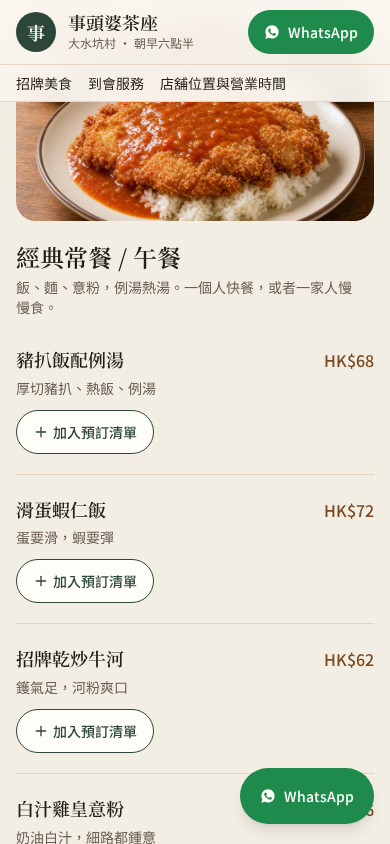 事
事頭婆茶座
大水坑村 · 朝早六點半
WhatsApp
招牌美食 到會服務 店舖位置與營業時間
經典常餐 / 午餐
飯、麵、意粉，例湯熱湯。一個人快餐，或者一家人慢
慢食。
豬扒飯配例湯 HK$68
厚切豬扒、熱飯、例湯
＋ 加入預訂清單
滑蛋蝦仁飯 HK$72
蛋要滑，蝦要彈
＋ 加入預訂清單
招牌乾炒牛河 HK$62
鑊氣足，河粉爽口
＋ 加入預訂清單
白汁雞皇意粉
WhatsApp
奶油白汁，細路都鍾意